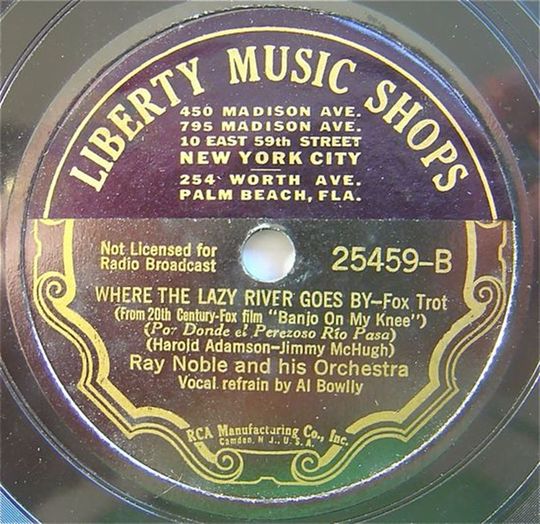 LIBERTY MUSIC SHOPS
450 MADISON AVE.
795 MADISON AVE.
10 EAST 59th STREET
NEW YORK CITY
254 WORTH AVE.
PALM BEACH, FLA.
Not Licensed for
Radio Broadcast
25459-B
WHERE THE LAZY RIVER GOES BY—Fox Trot
(From 20th Century-Fox film "Banjo On My Knee")
(Por Donde el Perezoso Río Pasa)
(Harold Adamson-Jimmy McHugh)
Ray Noble and his Orchestra
Vocal refrain by Al Bowlly
RCA Manufacturing Co., Inc.
Camden, N. J., U. S. A.